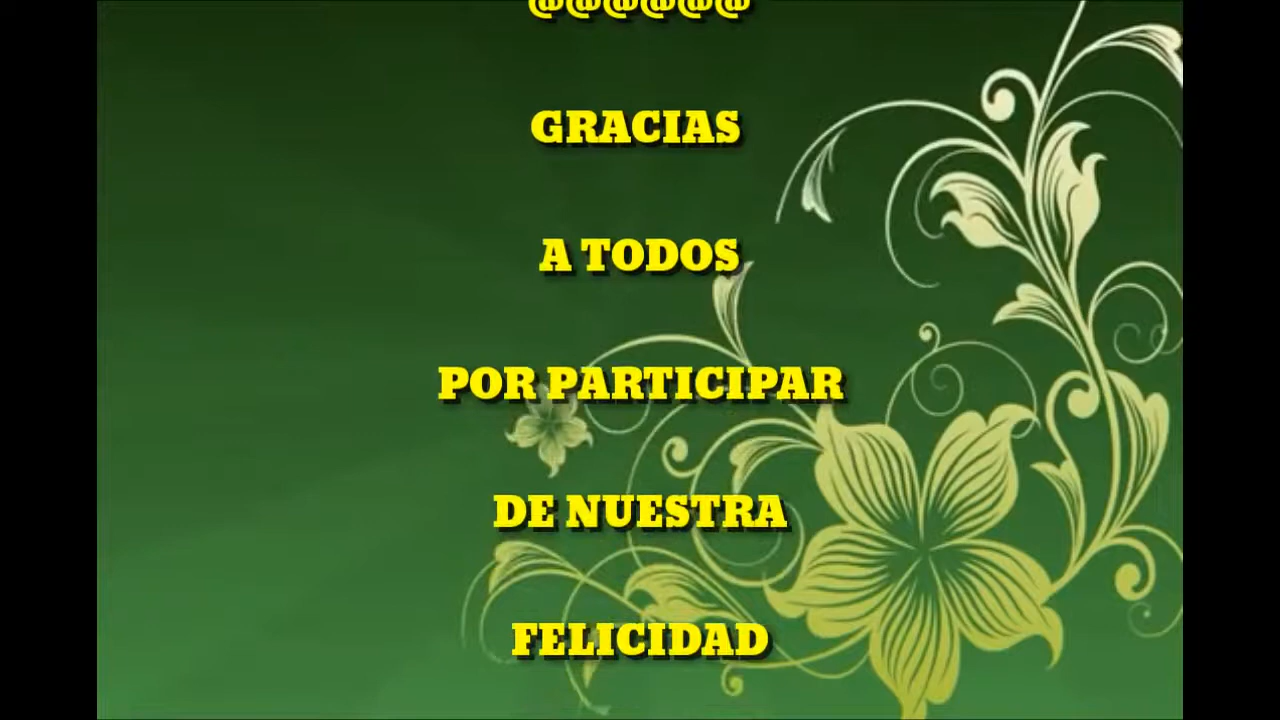 @@@@@@
GRACIAS
A TODOS
POR PARTICIPAR
DE NUESTRA
FELICIDAD